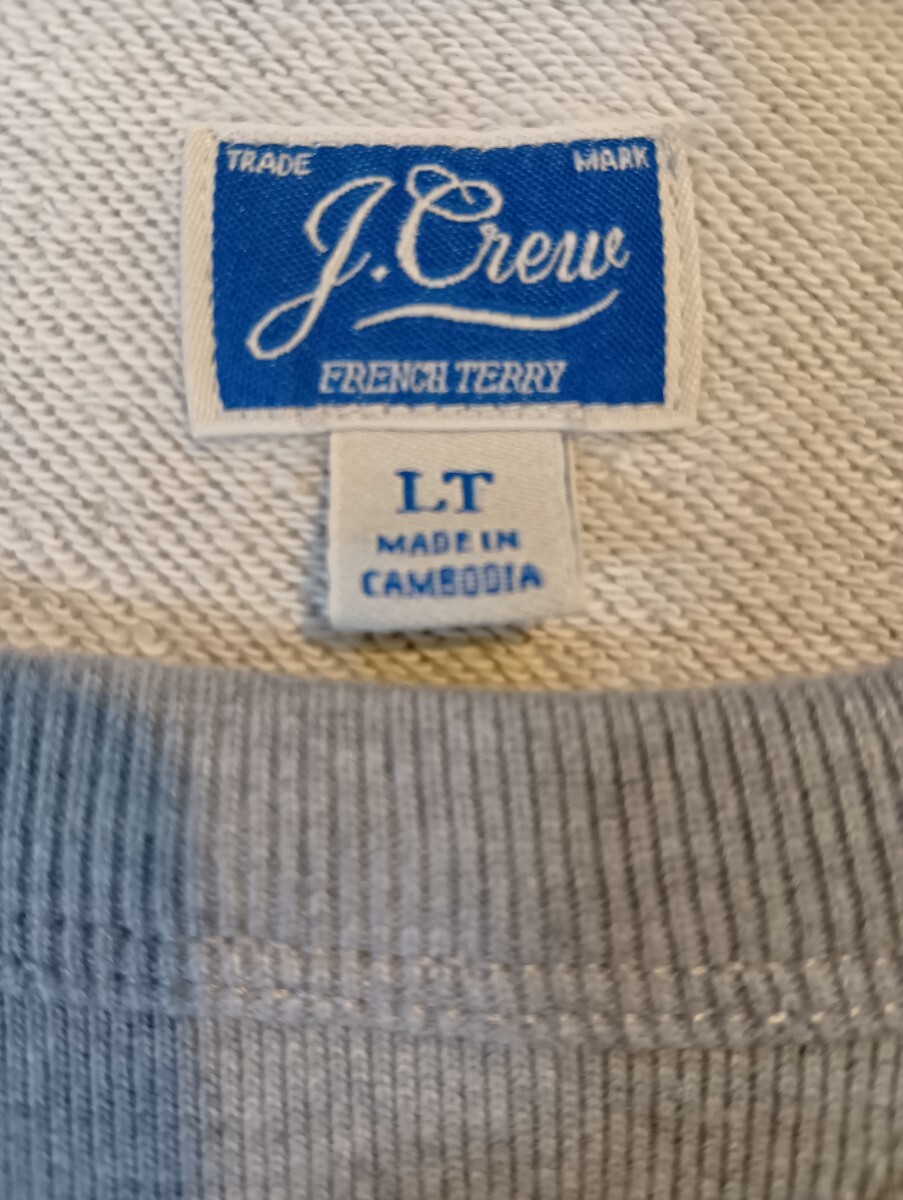 TRADE MARK
J.Crew
FRENCH TERRY
LT
MADE IN
CAMBODIA